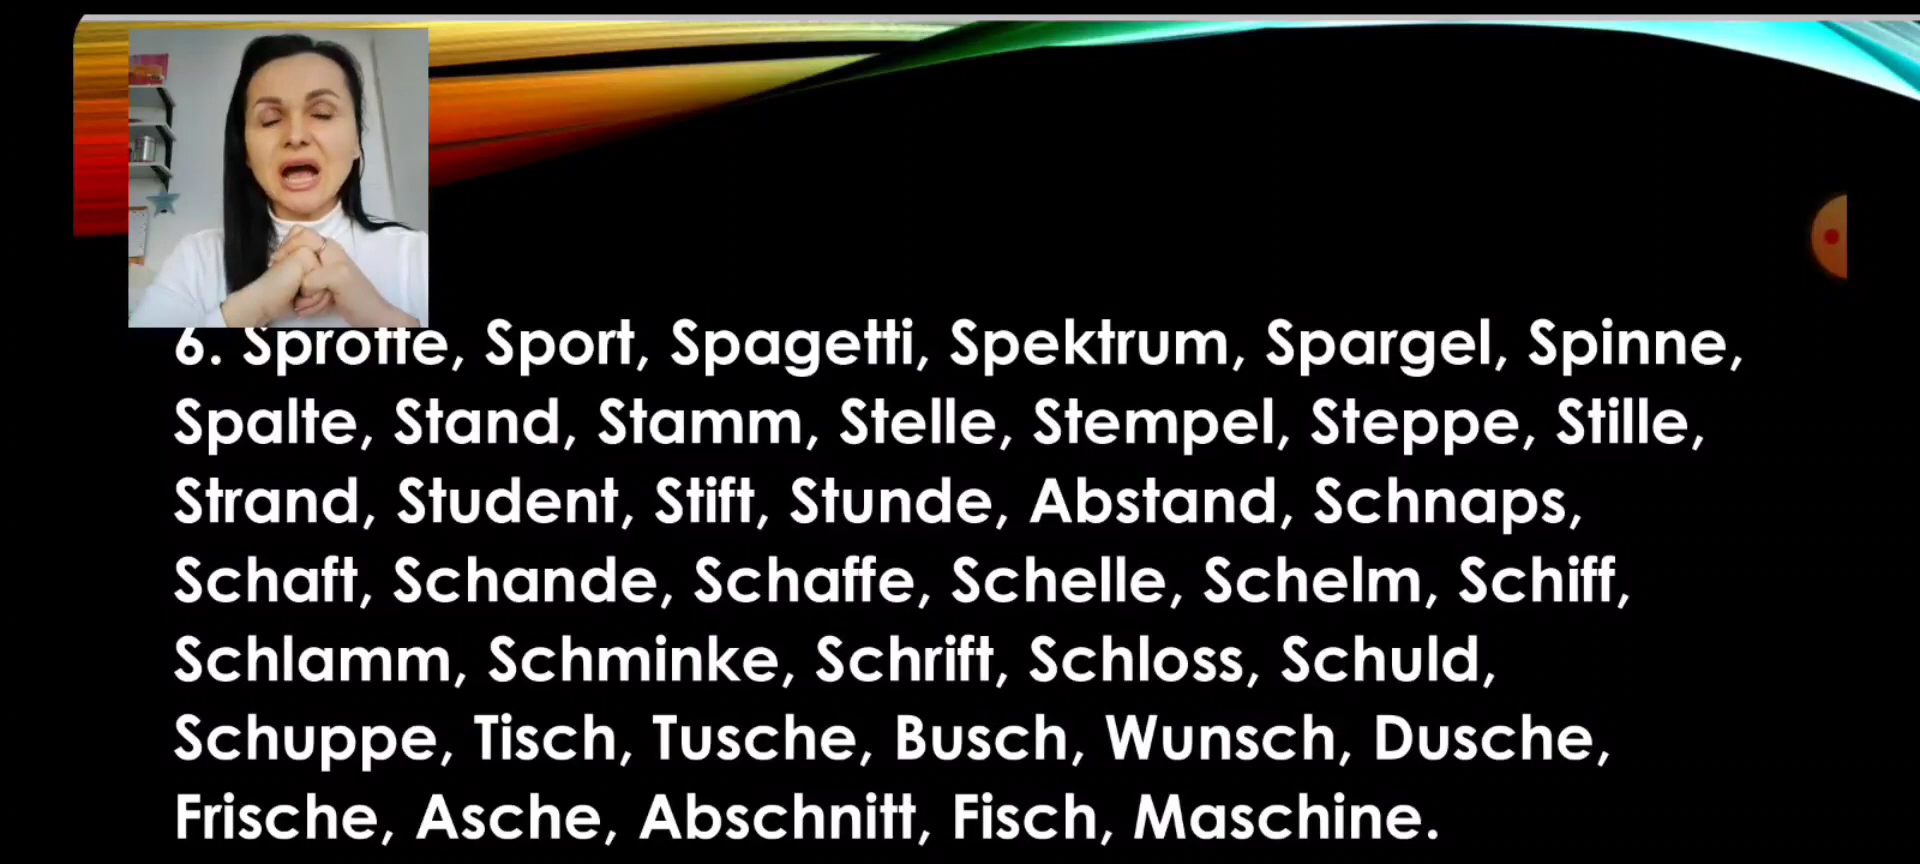 6. Sprotte, Sport, Spagetti, Spektrum, Spargel, Spinne,
Spalte, Stand, Stamm, Stelle, Stempel, Steppe, Stille,
Strand, Student, Stift, Stunde, Abstand, Schnaps,
Schaft, Schande, Schaffe, Schelle, Schelm, Schiff,
Schlamm, Schminke, Schrift, Schloss, Schuld,
Schuppe, Tisch, Tusche, Busch, Wunsch, Dusche,
Frische, Asche, Abschnitt, Fisch, Maschine.